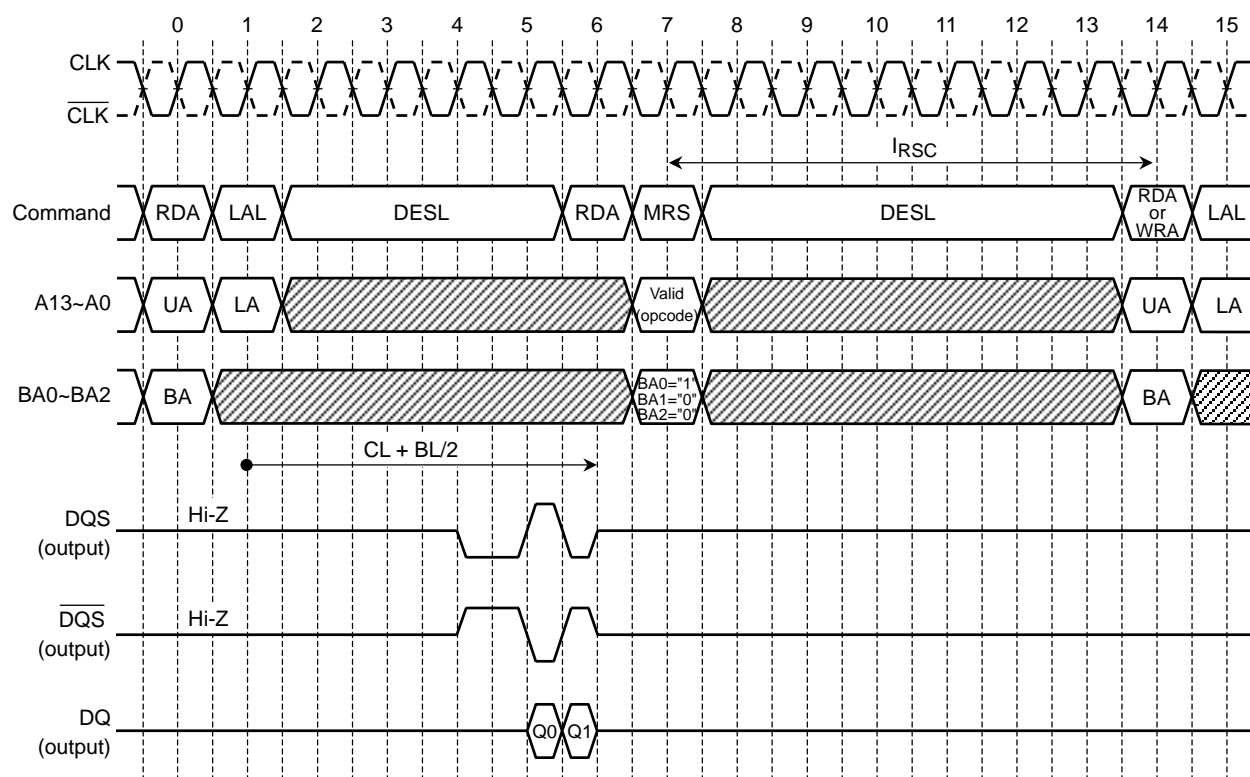 0 1 2 3 4 5 6 7 8 9 10 11 12 13 14 15
CLK
CLK
IRSC
Command RDA LAL DESL RDA MRS DESL RDA or WRA LAL
A13~A0 UA LA Valid (opcode) UA LA
BA0~BA2 BA BA0="1" BA1="0" BA2="0" BA
CL + BL/2
DQS (output) Hi-Z
DQS (output) Hi-Z
DQ (output) Q0 Q1